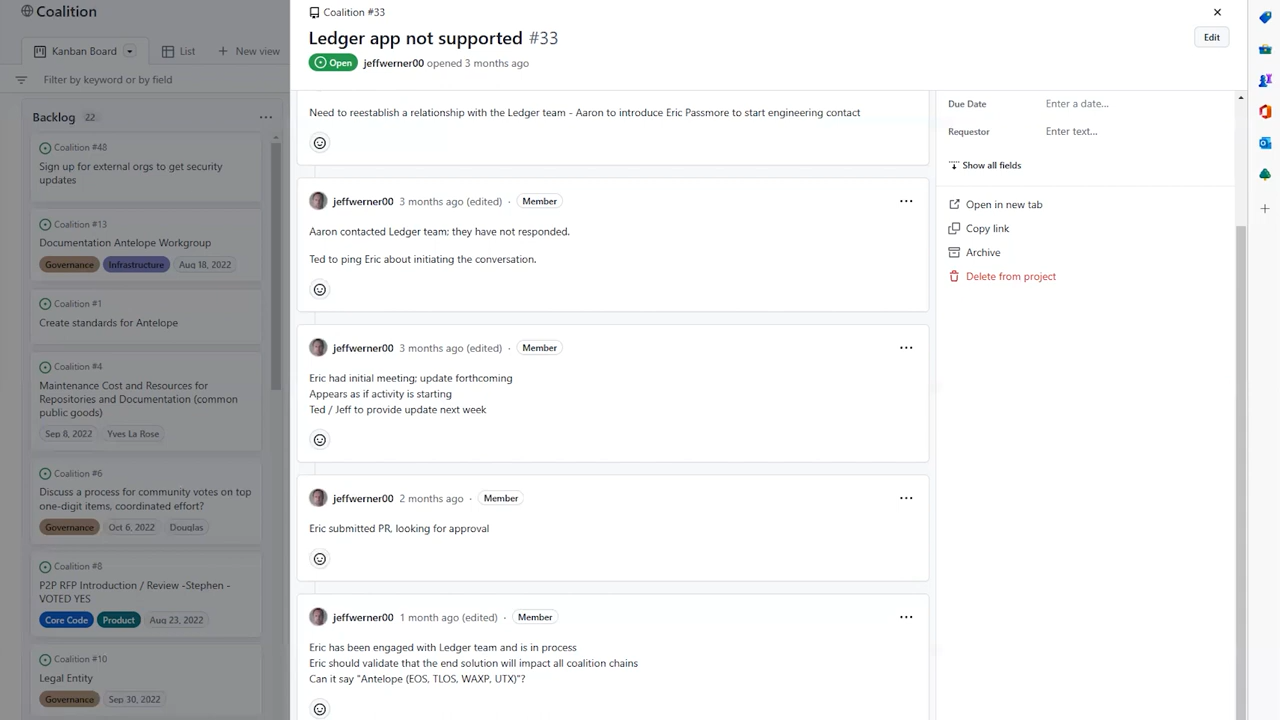 Coalition
Kanban Board
List
New view
Filter by keyword or by field
Backlog 22
Coalition #48
Sign up for external orgs to get security
updates
Coalition #13
Documentation Antelope Workgroup
Governance Infrastructure Aug 18, 2022
Coalition #1
Create standards for Antelope
Coalition #4
Maintenance Cost and Resources for
Repositories and Documentation (common
public goods)
Sep 8, 2022 Yves La Rose
Coalition #6
Discuss a process for community votes on top
one-digit items, coordinated effort?
Governance Oct 6, 2022 Douglas
Coalition #8
P2P RFP Introduction / Review -Stephen -
VOTED YES
Core Code Product Aug 23, 2022
Coalition #10
Legal Entity
Governance Sep 30, 2022
Coalition #33
Ledger app not supported #33
Edit
Open jeffwerner00 opened 3 months ago
Need to reestablish a relationship with the Ledger team - Aaron to introduce Eric Passmore to start engineering contact
jeffwerner00 3 months ago (edited) · Member
Aaron contacted Ledger team; they have not responded.
Ted to ping Eric about initiating the conversation.
jeffwerner00 3 months ago (edited) · Member
Eric had initial meeting; update forthcoming
Appears as if activity is starting
Ted / Jeff to provide update next week
jeffwerner00 2 months ago · Member
Eric submitted PR, looking for approval
jeffwerner00 1 month ago (edited) · Member
Eric has been engaged with Ledger team and is in process
Eric should validate that the end solution will impact all coalition chains
Can it say "Antelope (EOS, TLOS, WAXP, UTX)"?
Due Date Enter a date...
Requestor Enter text...
Show all fields
Open in new tab
Copy link
Archive
Delete from project